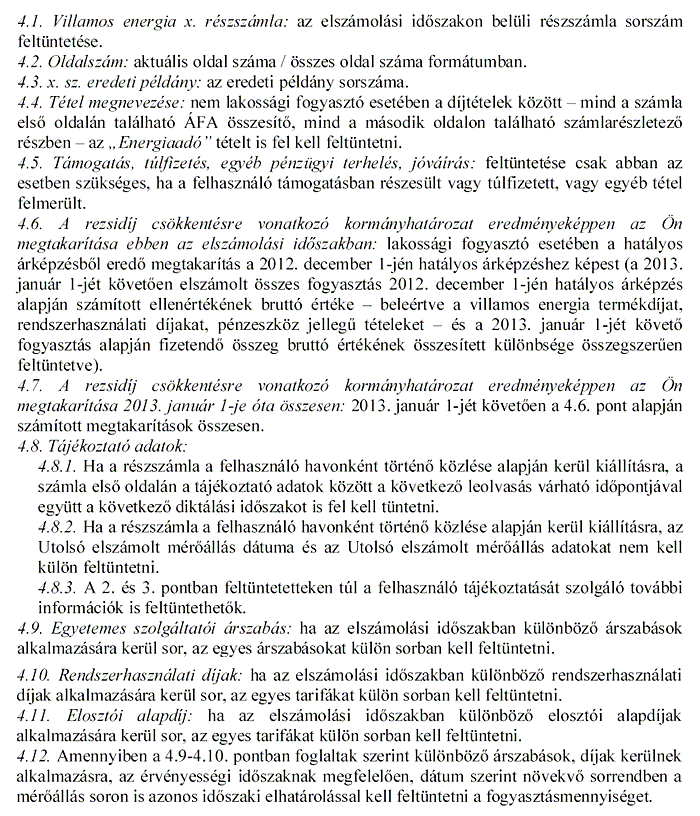 4.1. Villamos energia x. részszámla: az elszámolási időszakon belüli részszámla sorszám
feltüntetése.
4.2. Oldalszám: aktuális oldal száma / összes oldal száma formátumban.
4.3. x. sz. eredeti példány: az eredeti példány sorszáma.
4.4. Tétel megnevezése: nem lakossági fogyasztó esetében a díjtételek között – mind a számla
első oldalán található ÁFA összesítő, mind a második oldalon található számlarészletező
részben – az „Energiaadó” tételt is fel kell feltüntetni.
4.5. Támogatás, túlfizetés, egyéb pénzügyi terhelés, jóváírás: feltüntetése csak abban az
esetben szükséges, ha a felhasználó támogatásban részesült vagy túlfizetett, vagy egyéb tétel
felmerült.
4.6. A rezsidíj csökkentésre vonatkozó kormányhatározat eredményeképpen az Ön
megtakarítása ebben az elszámolási időszakban: lakossági fogyasztó esetében a hatályos
árképzésből eredő megtakarítás a 2012. december 1-jén hatályos árképzéshez képest (a 2013.
január 1-jét követően elszámolt összes fogyasztás 2012. december 1-jén hatályos árképzés
alapján számított ellenértékének bruttó értéke – beleértve a villamos energia termékdíjat,
rendszerhasználati díjakat, pénzeszköz jellegű tételeket – és a 2013. január 1-jét követő
fogyasztás alapján fizetendő összeg bruttó értékének összesített különbsége összegszerűen
feltüntetve).
4.7. A rezsidíj csökkentésre vonatkozó kormányhatározat eredményeképpen az Ön
megtakarítása 2013. január 1-je óta összesen: 2013. január 1-jét követően a 4.6. pont alapján
számított megtakarítások összesen.
4.8. Tájékoztató adatok:
4.8.1. Ha a részszámla a felhasználó havonként történő közlése alapján kerül kiállításra, a
számla első oldalán a tájékoztató adatok között a következő leolvasás várható időpontjával
együtt a következő diktálási időszakot is fel kell tüntetni.
4.8.2. Ha a részszámla a felhasználó havonként történő közlése alapján kerül kiállításra, az
Utolsó elszámolt mérőállás dátuma és az Utolsó elszámolt mérőállás adatokat nem kell
külön feltüntetni.
4.8.3. A 2. és 3. pontban feltüntetetteken túl a felhasználó tájékoztatását szolgáló további
információk is feltüntethetők.
4.9. Egyetemes szolgáltatói árszabás: ha az elszámolási időszakban különböző árszabások
alkalmazására kerül sor, az egyes árszabásokat külön sorban kell feltüntetni.
4.10. Rendszerhasználati díjak: ha az elszámolási időszakban különböző rendszerhasználati
díjak alkalmazására kerül sor, az egyes tarifákat külön sorban kell feltüntetni.
4.11. Elosztói alapdíj: ha az elszámolási időszakban különböző elosztói alapdíjak
alkalmazására kerül sor, az egyes tarifákat külön sorban kell feltüntetni.
4.12. Amennyiben a 4.9-4.10. pontban foglaltak szerint különböző árszabások, díjak kerülnek
alkalmazásra, az érvényességi időszaknak megfelelően, dátum szerint növekvő sorrendben a
mérőállás soron is azonos időszaki elhatárolással kell feltüntetni a fogyasztásmennyiséget.